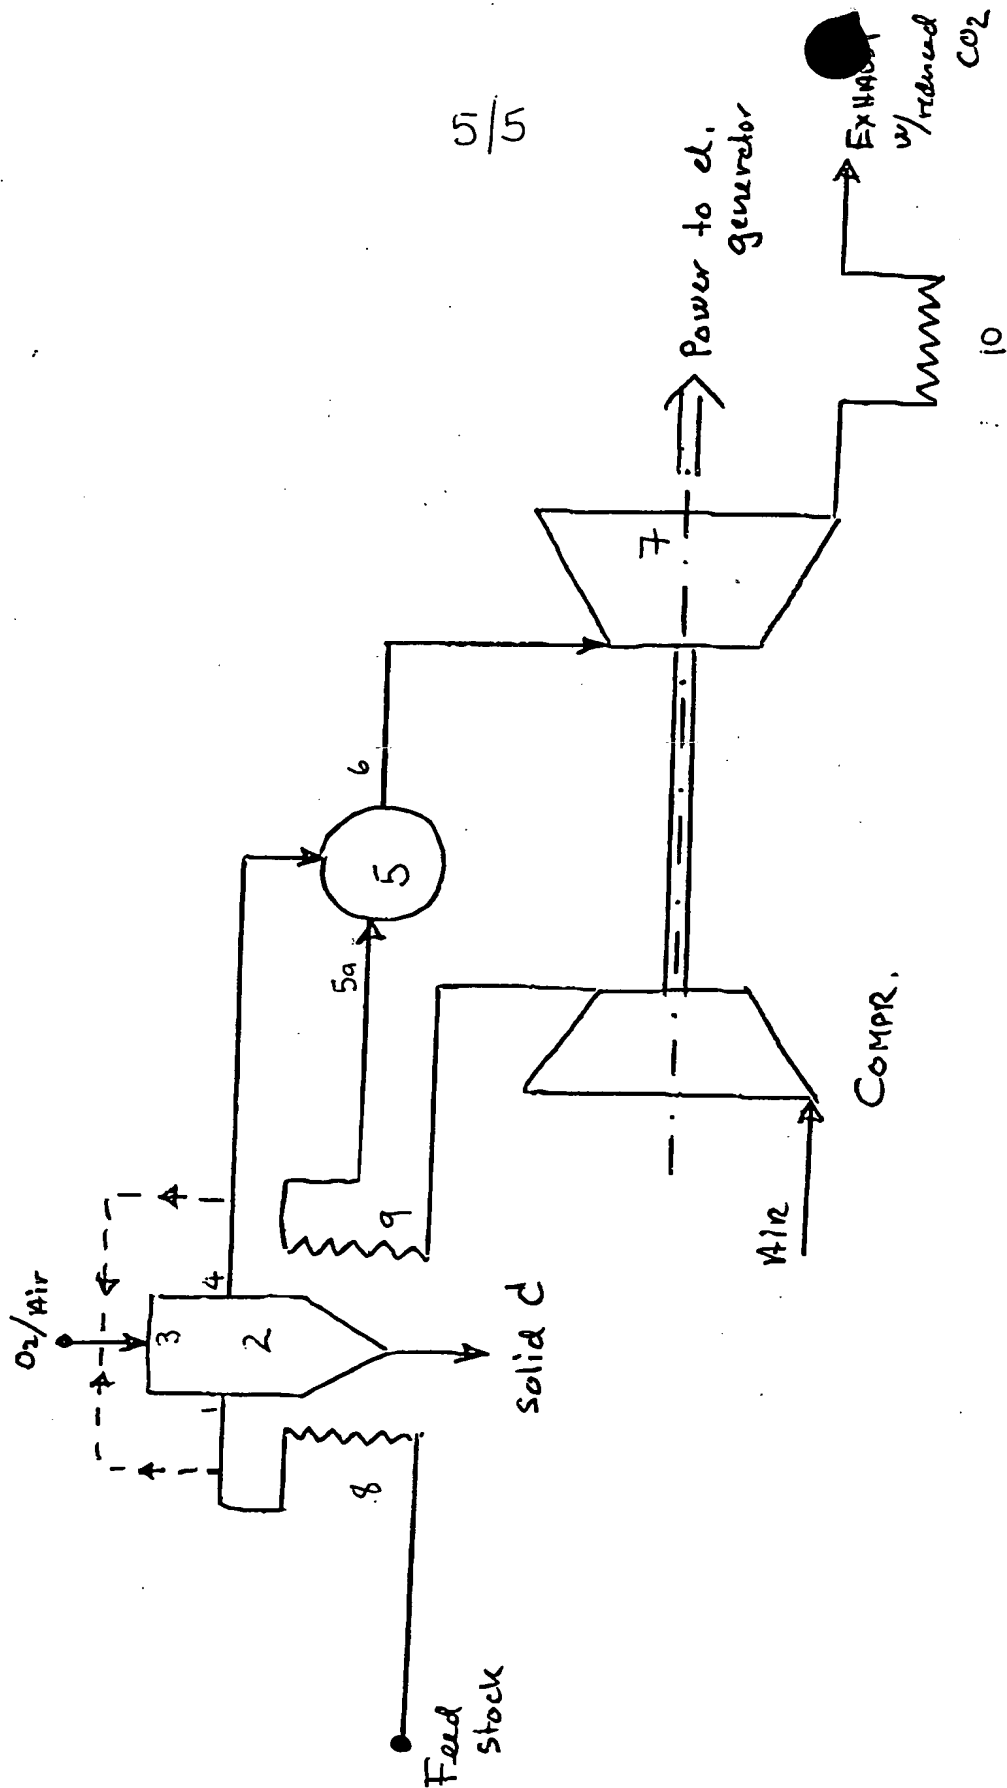 5/5
O2/Air
3
2
1
4
8
9
5a
5
6
7
10
Feed
stock
solid C
AIR
COMPR.
Power to el.
generator
w/reduced
CO2